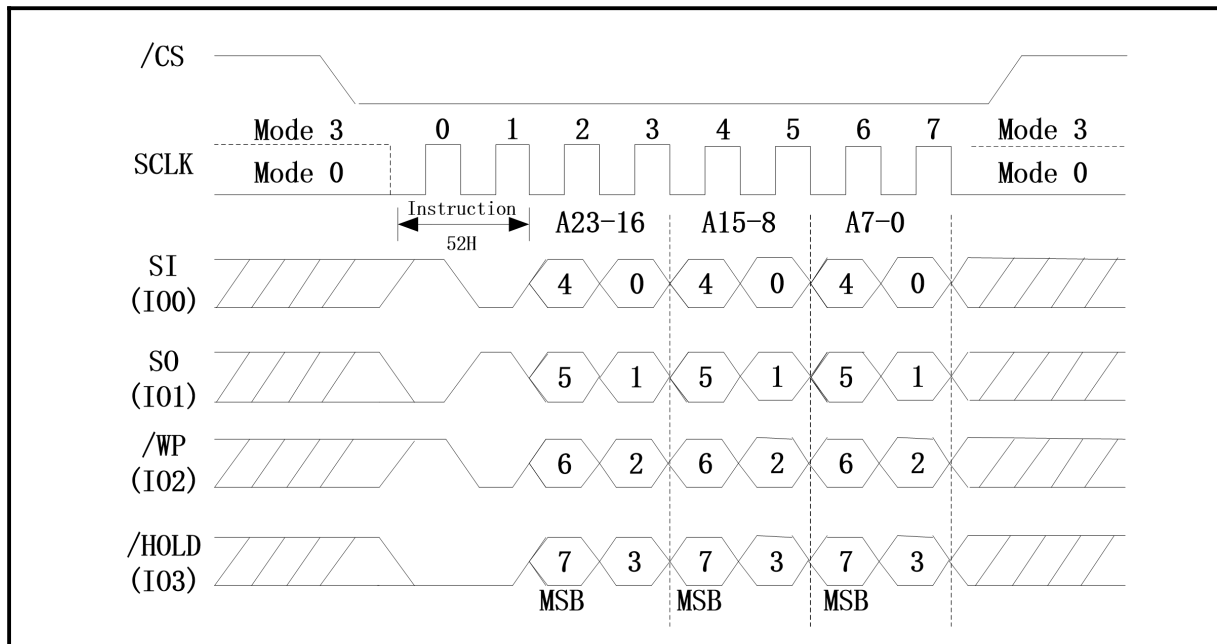 /CS
Mode 3 0 1 2 3 4 5 6 7 Mode 3
SCLK
Mode 0 Mode 0
Instruction
52H
A23-16 A15-8 A7-0
SI
(IO0)
4 0 4 0 4 0
SO
(IO1)
5 1 5 1 5 1
/WP
(IO2)
6 2 6 2 6 2
/HOLD
(IO3)
7 3 7 3 7 3
MSB MSB MSB